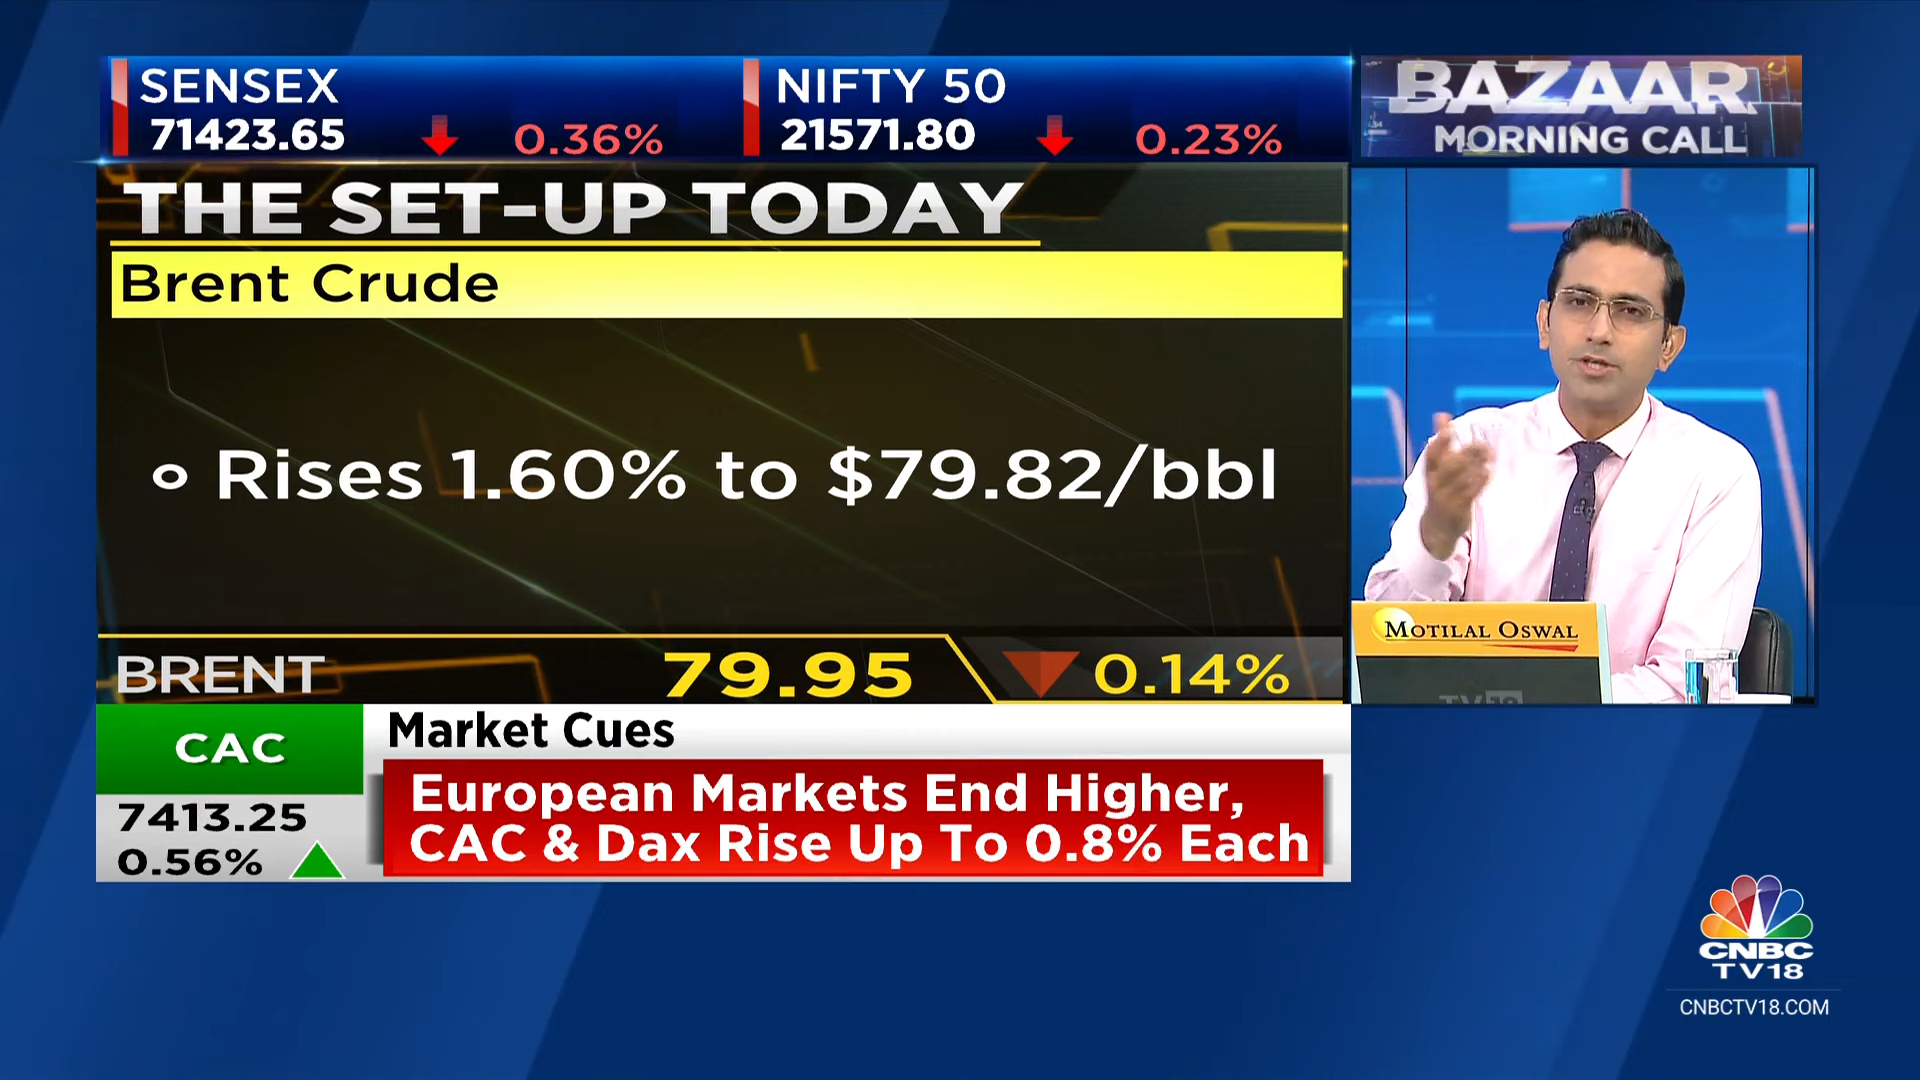 SENSEX
71423.65 0.36%
NIFTY 50
21571.80 0.23%
BAZAAR
MORNING CALL
THE SET-UP TODAY
Brent Crude
Rises 1.60% to $79.82/bbl
BRENT 79.95 0.14%
MOTILAL OSWAL
TV18
CAC
7413.25
0.56%
Market Cues
European Markets End Higher,
CAC & Dax Rise Up To 0.8% Each
CNBC
TV18
CNBCTV18.COM